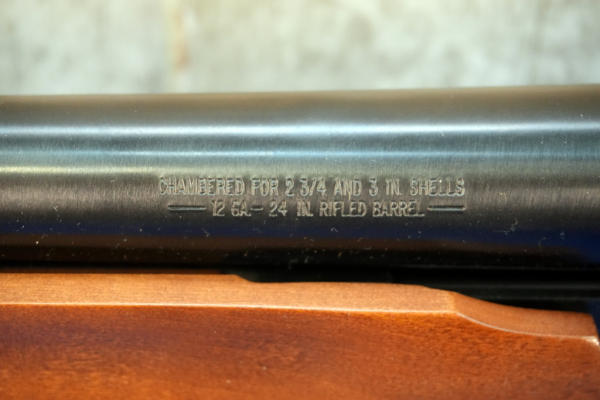 CHAMBERED FOR 2 3/4 AND 3 IN. SHELLS
— 12 GA. - 24 IN. RIFLED BARREL —